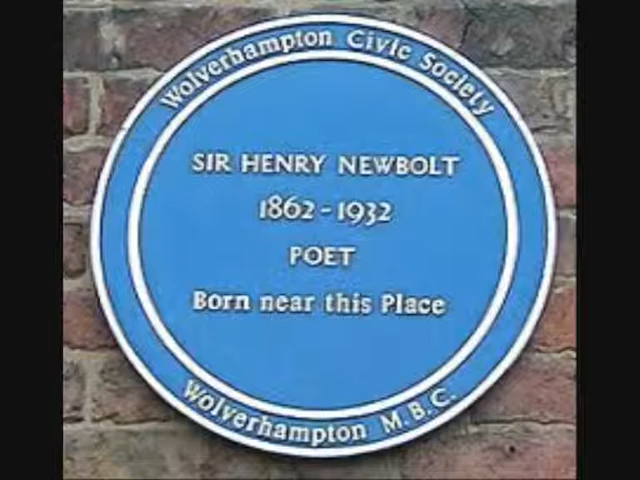 Wolverhampton Civic Society
SIR HENRY NEWBOLT
1862-1932
POET
Born near this Place
Wolverhampton M.B.C.